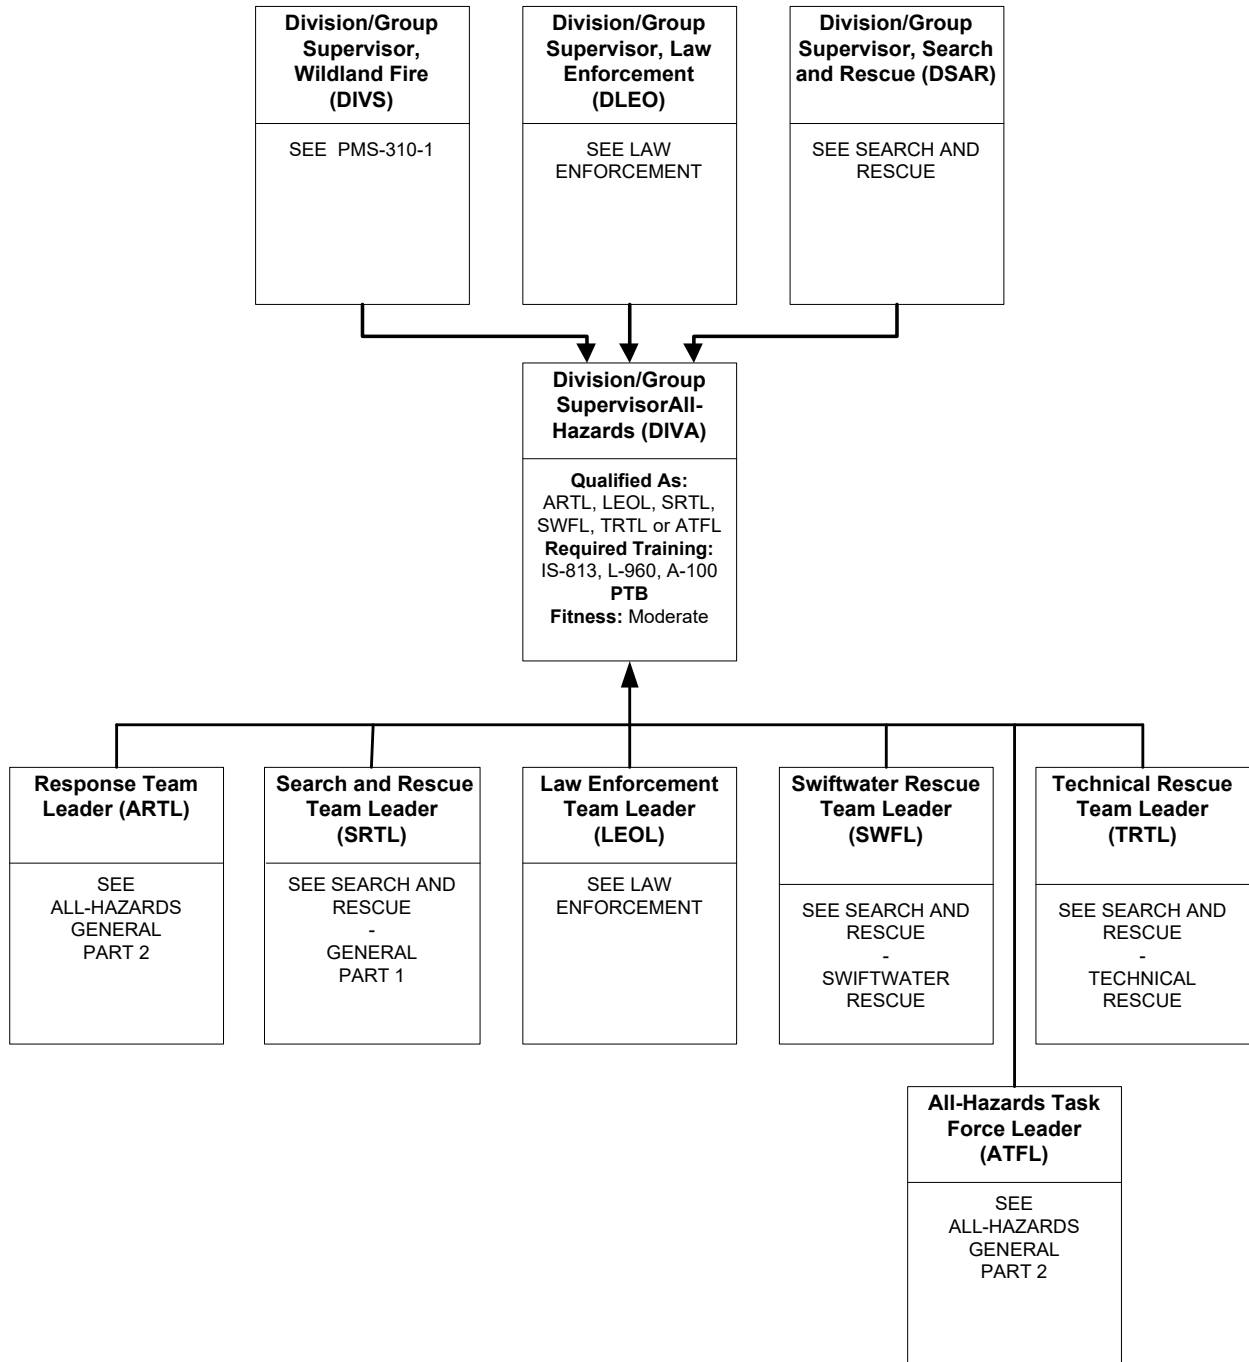 Division/Group
Supervisor,
Wildland Fire
(DIVS)
SEE  PMS-310-1
Division/Group
Supervisor, Law
Enforcement
(DLEO)
SEE LAW
ENFORCEMENT
Division/Group
Supervisor, Search
and Rescue (DSAR)
SEE SEARCH AND
RESCUE
Division/Group
SupervisorAll-
Hazards (DIVA)
Qualified As:
ARTL, LEOL, SRTL,
SWFL, TRTL or ATFL
Required Training:
IS-813, L-960, A-100
PTB
Fitness: Moderate
Response Team
Leader (ARTL)
SEE
ALL-HAZARDS
GENERAL
PART 2
Search and Rescue
Team Leader
(SRTL)
SEE SEARCH AND
RESCUE
-
GENERAL
PART 1
Law Enforcement
Team Leader
(LEOL)
SEE LAW
ENFORCEMENT
Swiftwater Rescue
Team Leader
(SWFL)
SEE SEARCH AND
RESCUE
-
SWIFTWATER
RESCUE
Technical Rescue
Team Leader
(TRTL)
SEE SEARCH AND
RESCUE
-
TECHNICAL
RESCUE
All-Hazards Task
Force Leader
(ATFL)
SEE
ALL-HAZARDS
GENERAL
PART 2